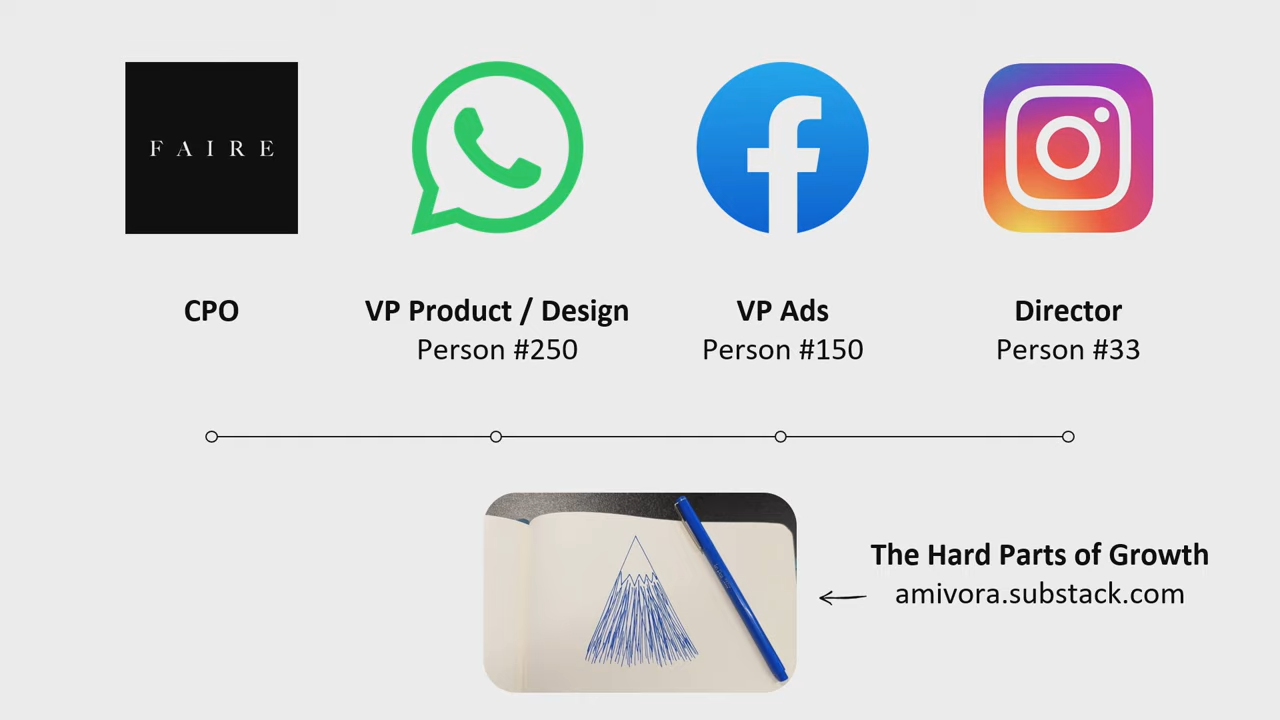 FAIRE
CPO
VP Product / Design
Person #250
VP Ads
Person #150
Director
Person #33
The Hard Parts of Growth
amivora.substack.com